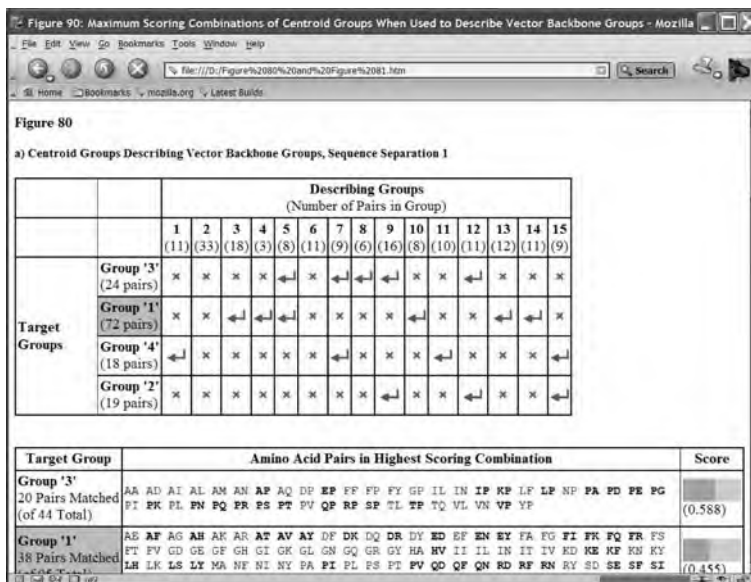 Figure 90: Maximum Scoring Combinations of Centroid Groups When Used to Describe Vector Backbone Groups - Mozilla
File Edit View Go Bookmarks Tools Window Help
file:///D:/Figure%2080%20and%20Figure%2081.htm Search
Home Bookmarks mozilla.org Latest Builds
Figure 80
a) Centroid Groups Describing Vector Backbone Groups, Sequence Separation 1
Describing Groups
(Number of Pairs in Group)
1 2 3 4 5 6 7 8 9 10 11 12 13 14 15
(11) (33) (18) (3) (8) (11) (9) (6) (16) (8) (10) (11) (12) (11) (9)
Target Groups
Group '3'
(24 pairs) × × × × ↵ × ↵ ↵ ↵ × × ↵ × × ×
Group '1'
(72 pairs) × × ↵ ↵ ↵ × × × × ↵ × × ↵ ↵ ×
Group '4'
(18 pairs) ↵ × × × × × ↵ × × × ↵ × × × ↵
Group '2'
(19 pairs) × × × × × × × × ↵ × × ↵ × × ↵
Target Group Amino Acid Pairs in Highest Scoring Combination Score
Group '3'
20 Pairs Matched
(of 44 Total)
AA AD AI AL AM AN AP AQ DP EP FF FP FY GP IL IN IP KP LF LP NP PA PD PE PG
PI PK PL PN PQ PR PS PT PV QP RP SP TL TP TQ VL VN VP YP
(0.588)
Group '1'
38 Pairs Matched
AE AF AG AH AK AR AT AV AY DF DK DQ DR DY ED EF EN EY FA FG FI FK FQ FR FS
FT FV GD GE GF GH GI GK GL GN GQ GR GY HA HV II IL IN IT IV KD KE KF KN KY
LH LK LS LY MA NF NI NY PA PI PL PS PT PV QD QF QN RD RF RN RY SD SE SF SI
(0.455)